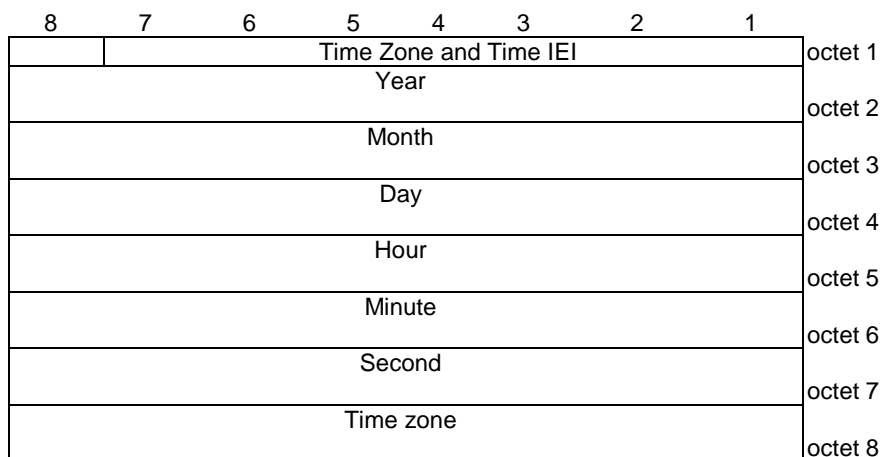 8 7 6 5 4 3 2 1
Time Zone and Time IEI octet 1
Year
octet 2
Month
octet 3
Day
octet 4
Hour
octet 5
Minute
octet 6
Second
octet 7
Time zone
octet 8